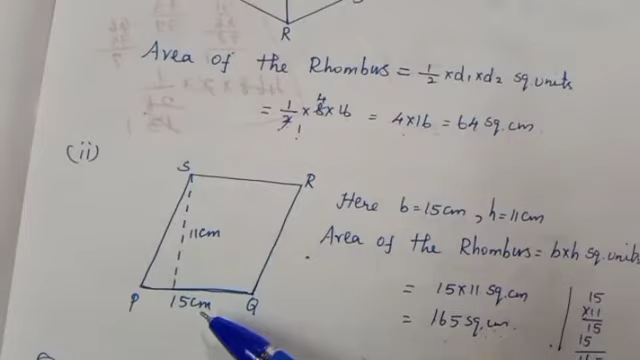 R
Area of the Rhombus = 1/2 × d₁ × d₂ sq.units
= 1/2 × 8 × 16 = 4×16 = 64 sq.cm
4
1
(ii)
S
R
11cm
P
Q
15cm
Here b=15cm, h=11cm
Area of the Rhombus = b×h sq.units
= 15×11 sq.cm
= 165 sq.cm.
15
×11
15
15